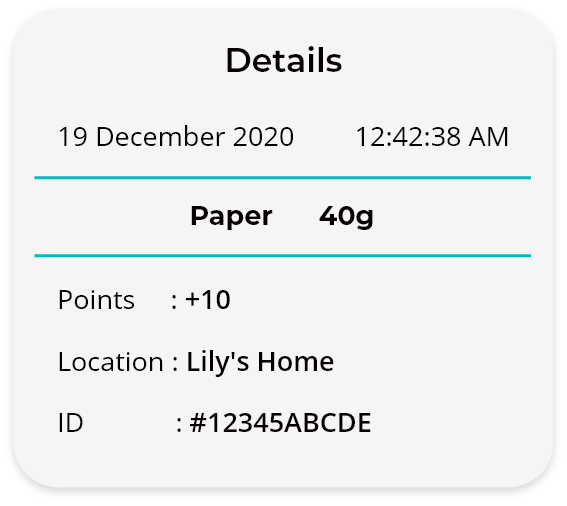 Details
19 December 2020 12:42:38 AM
Paper 40g
Points : +10
Location : Lily's Home
ID : #12345ABCDE